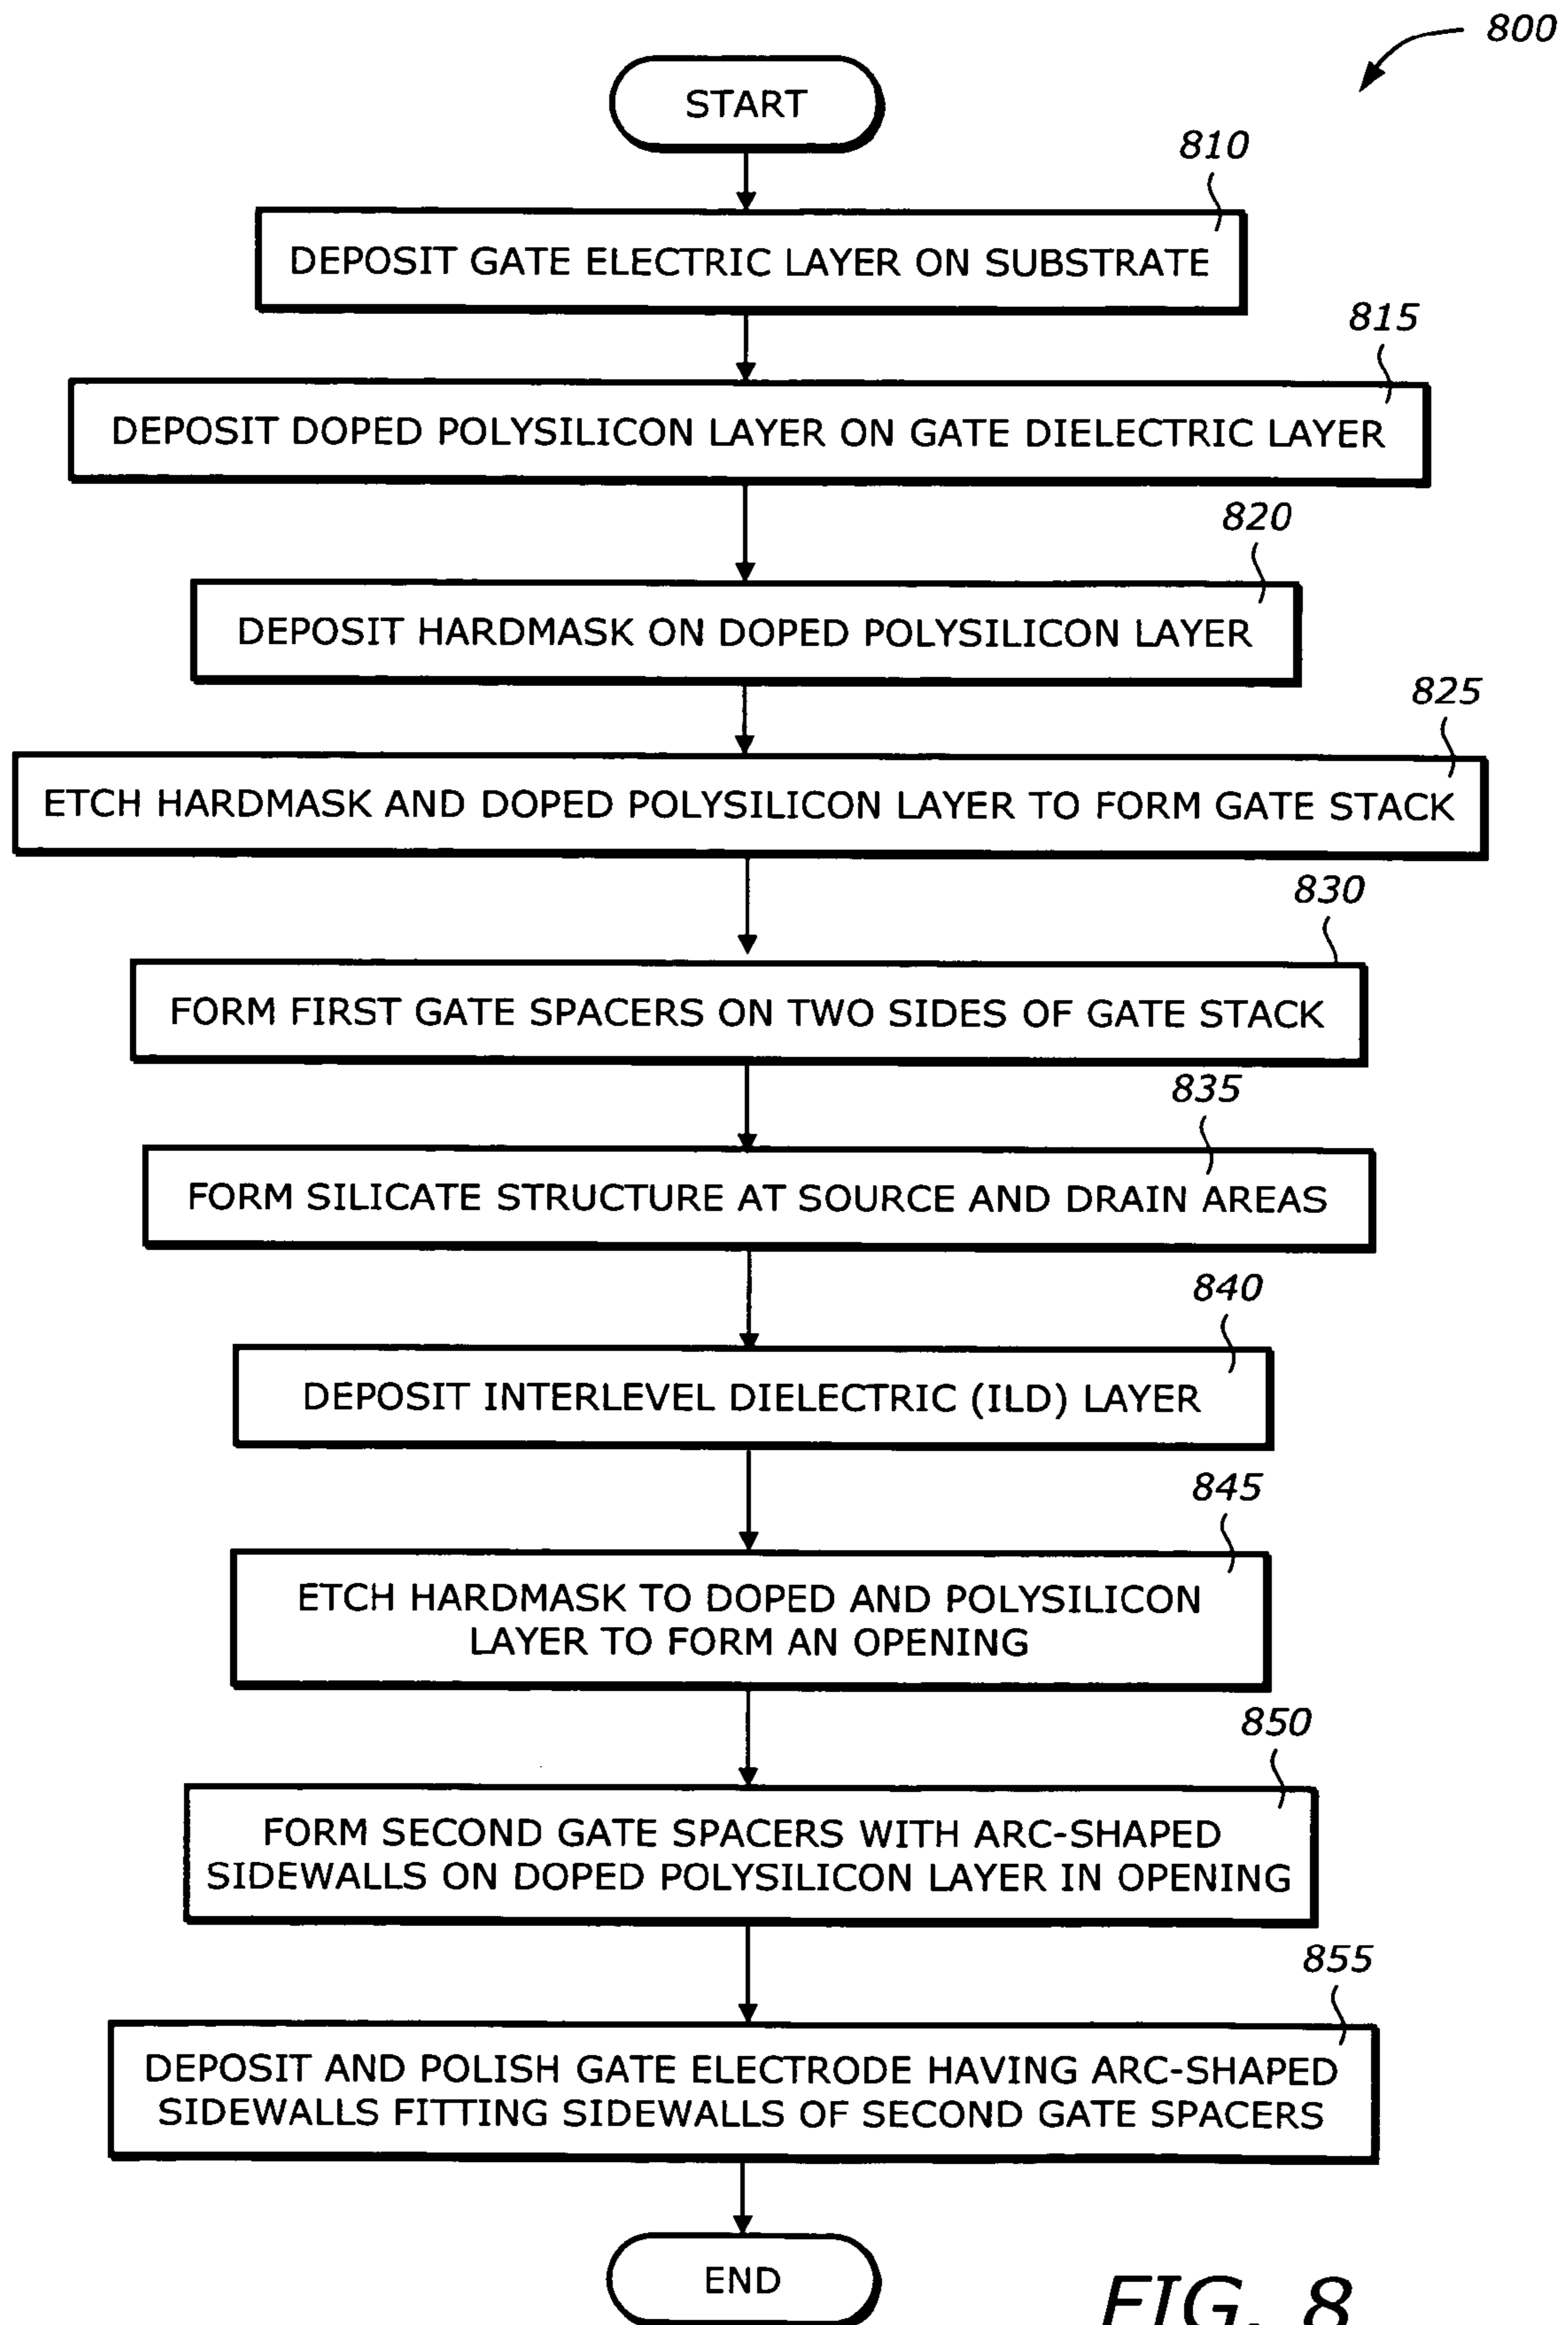 800
START
810
DEPOSIT GATE ELECTRIC LAYER ON SUBSTRATE
815
DEPOSIT DOPED POLYSILICON LAYER ON GATE DIELECTRIC LAYER
820
DEPOSIT HARDMASK ON DOPED POLYSILICON LAYER
825
ETCH HARDMASK AND DOPED POLYSILICON LAYER TO FORM GATE STACK
830
FORM FIRST GATE SPACERS ON TWO SIDES OF GATE STACK
835
FORM SILICATE STRUCTURE AT SOURCE AND DRAIN AREAS
840
DEPOSIT INTERLEVEL DIELECTRIC (ILD) LAYER
845
ETCH HARDMASK TO DOPED AND POLYSILICON
LAYER TO FORM AN OPENING
850
FORM SECOND GATE SPACERS WITH ARC-SHAPED
SIDEWALLS ON DOPED POLYSILICON LAYER IN OPENING
855
DEPOSIT AND POLISH GATE ELECTRODE HAVING ARC-SHAPED
SIDEWALLS FITTING SIDEWALLS OF SECOND GATE SPACERS
END
FIG. 8